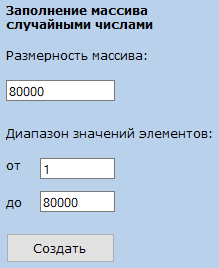 Заполнение массива
случайными числами
Размерность массива:
80000
Диапазон значений элементов:
от 1
до 80000
Создать